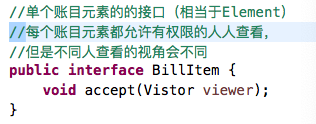 //单个账目元素的的接口（相当于Element）
//每个账目元素都允许有权限的人人查看，
//但是不同人查看的视角会不同
public interface BillItem {
    void accept(Vistor viewer);
}